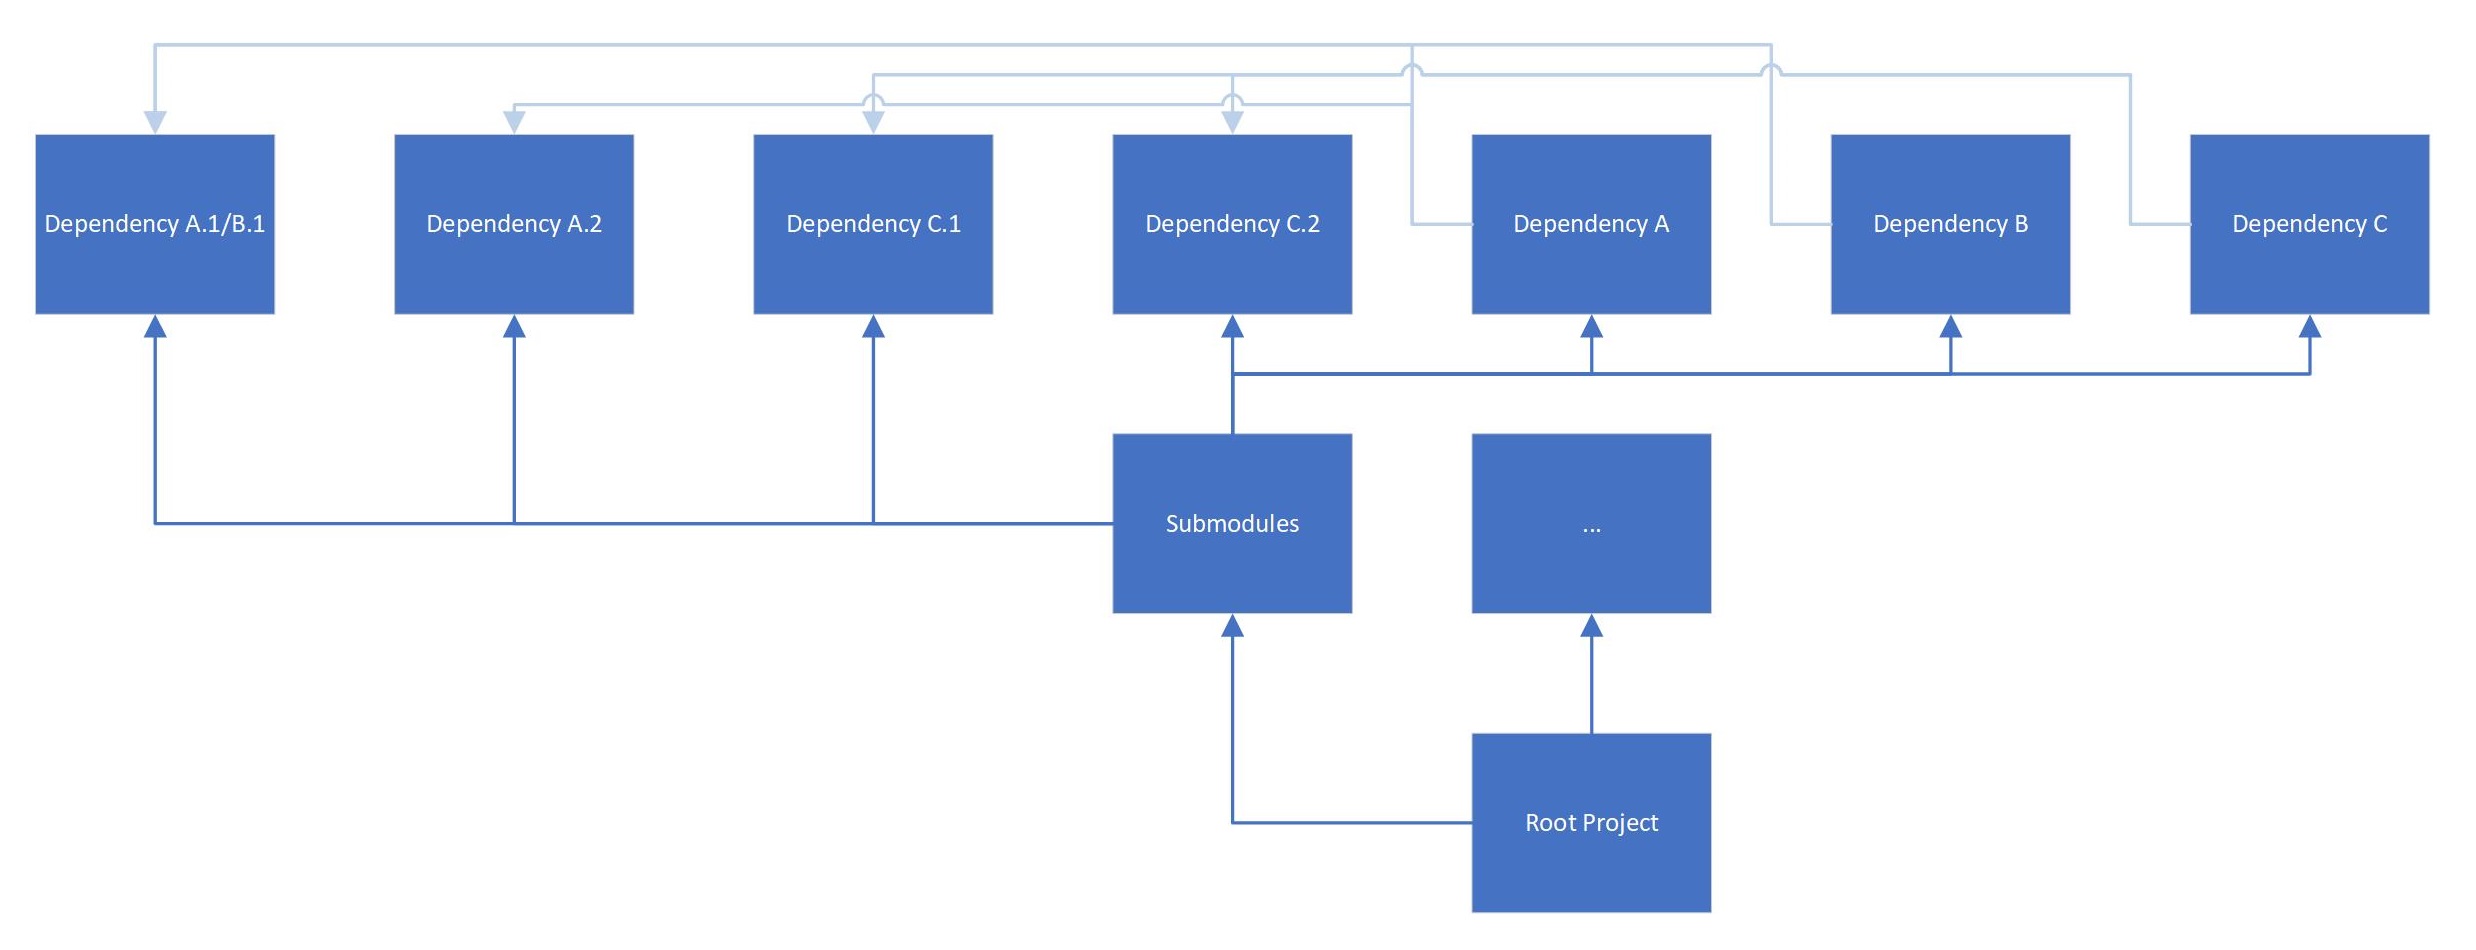 Dependency A.1/B.1
Dependency A.2
Dependency C.1
Dependency C.2
Dependency A
Dependency B
Dependency C
Submodules
...
Root Project